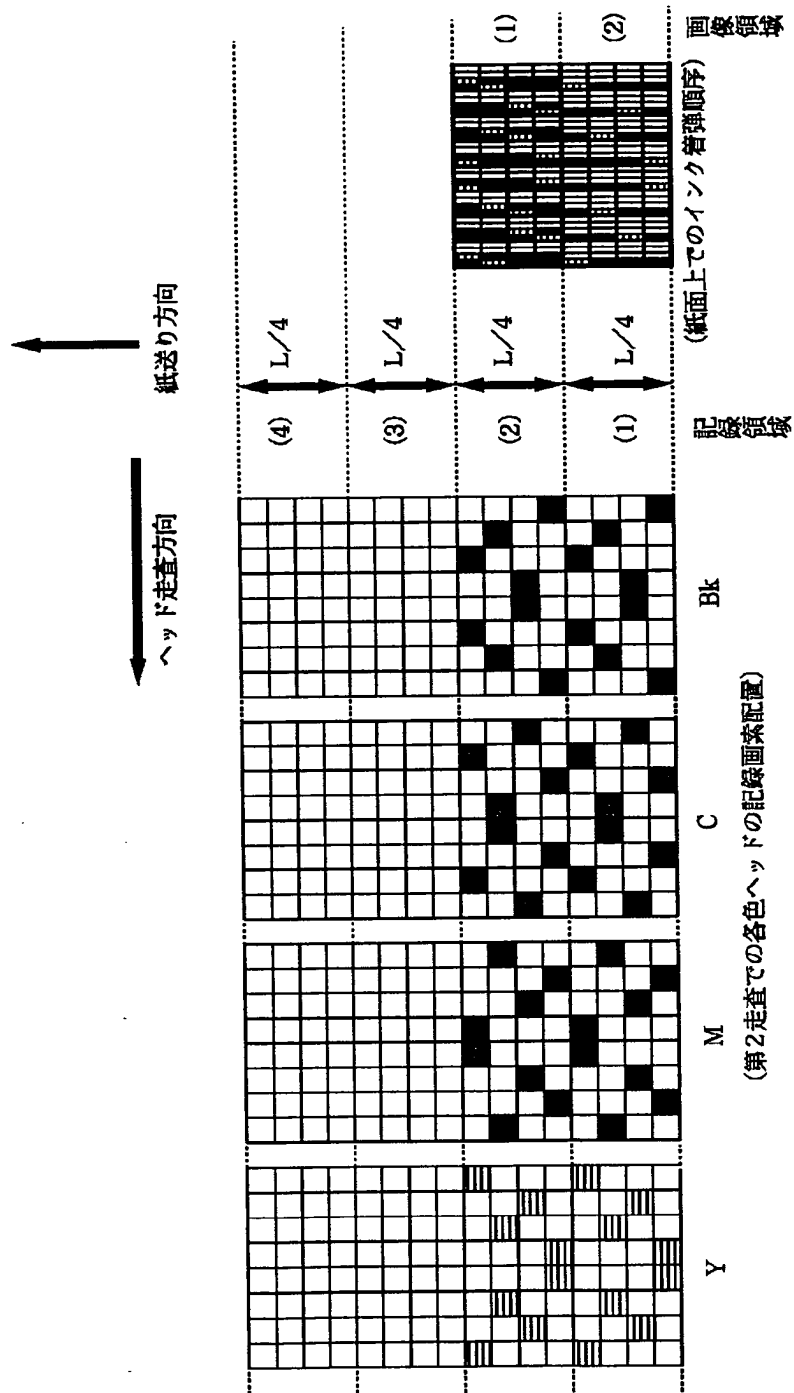 紙送り方向
ヘッド走査方向
(4)
L/4
(3)
L/4
(2)
L/4
(1)
L/4
記録領域
(1)
(2)
画像領域
(紙面上でのインク着弾順序)
Y
M
C
Bk
(第2走査での各色ヘッドの記録画素配置)